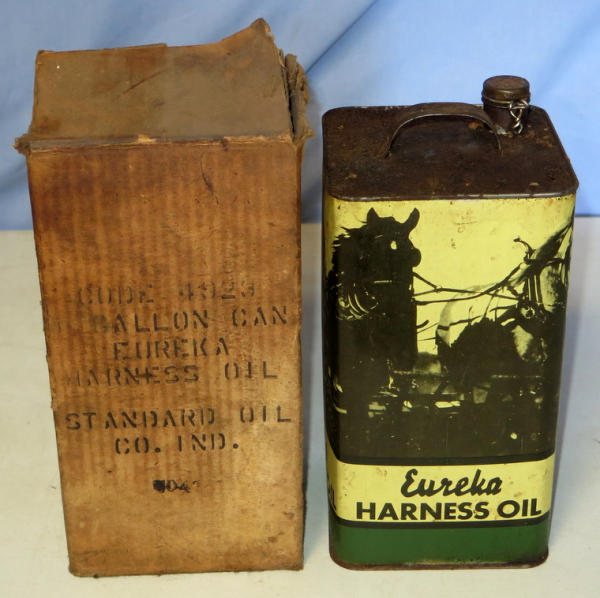 CODE 4923
GALLON CAN
EUREKA
HARNESS OIL
STANDARD OIL
CO. IND.
Eureka
HARNESS OIL